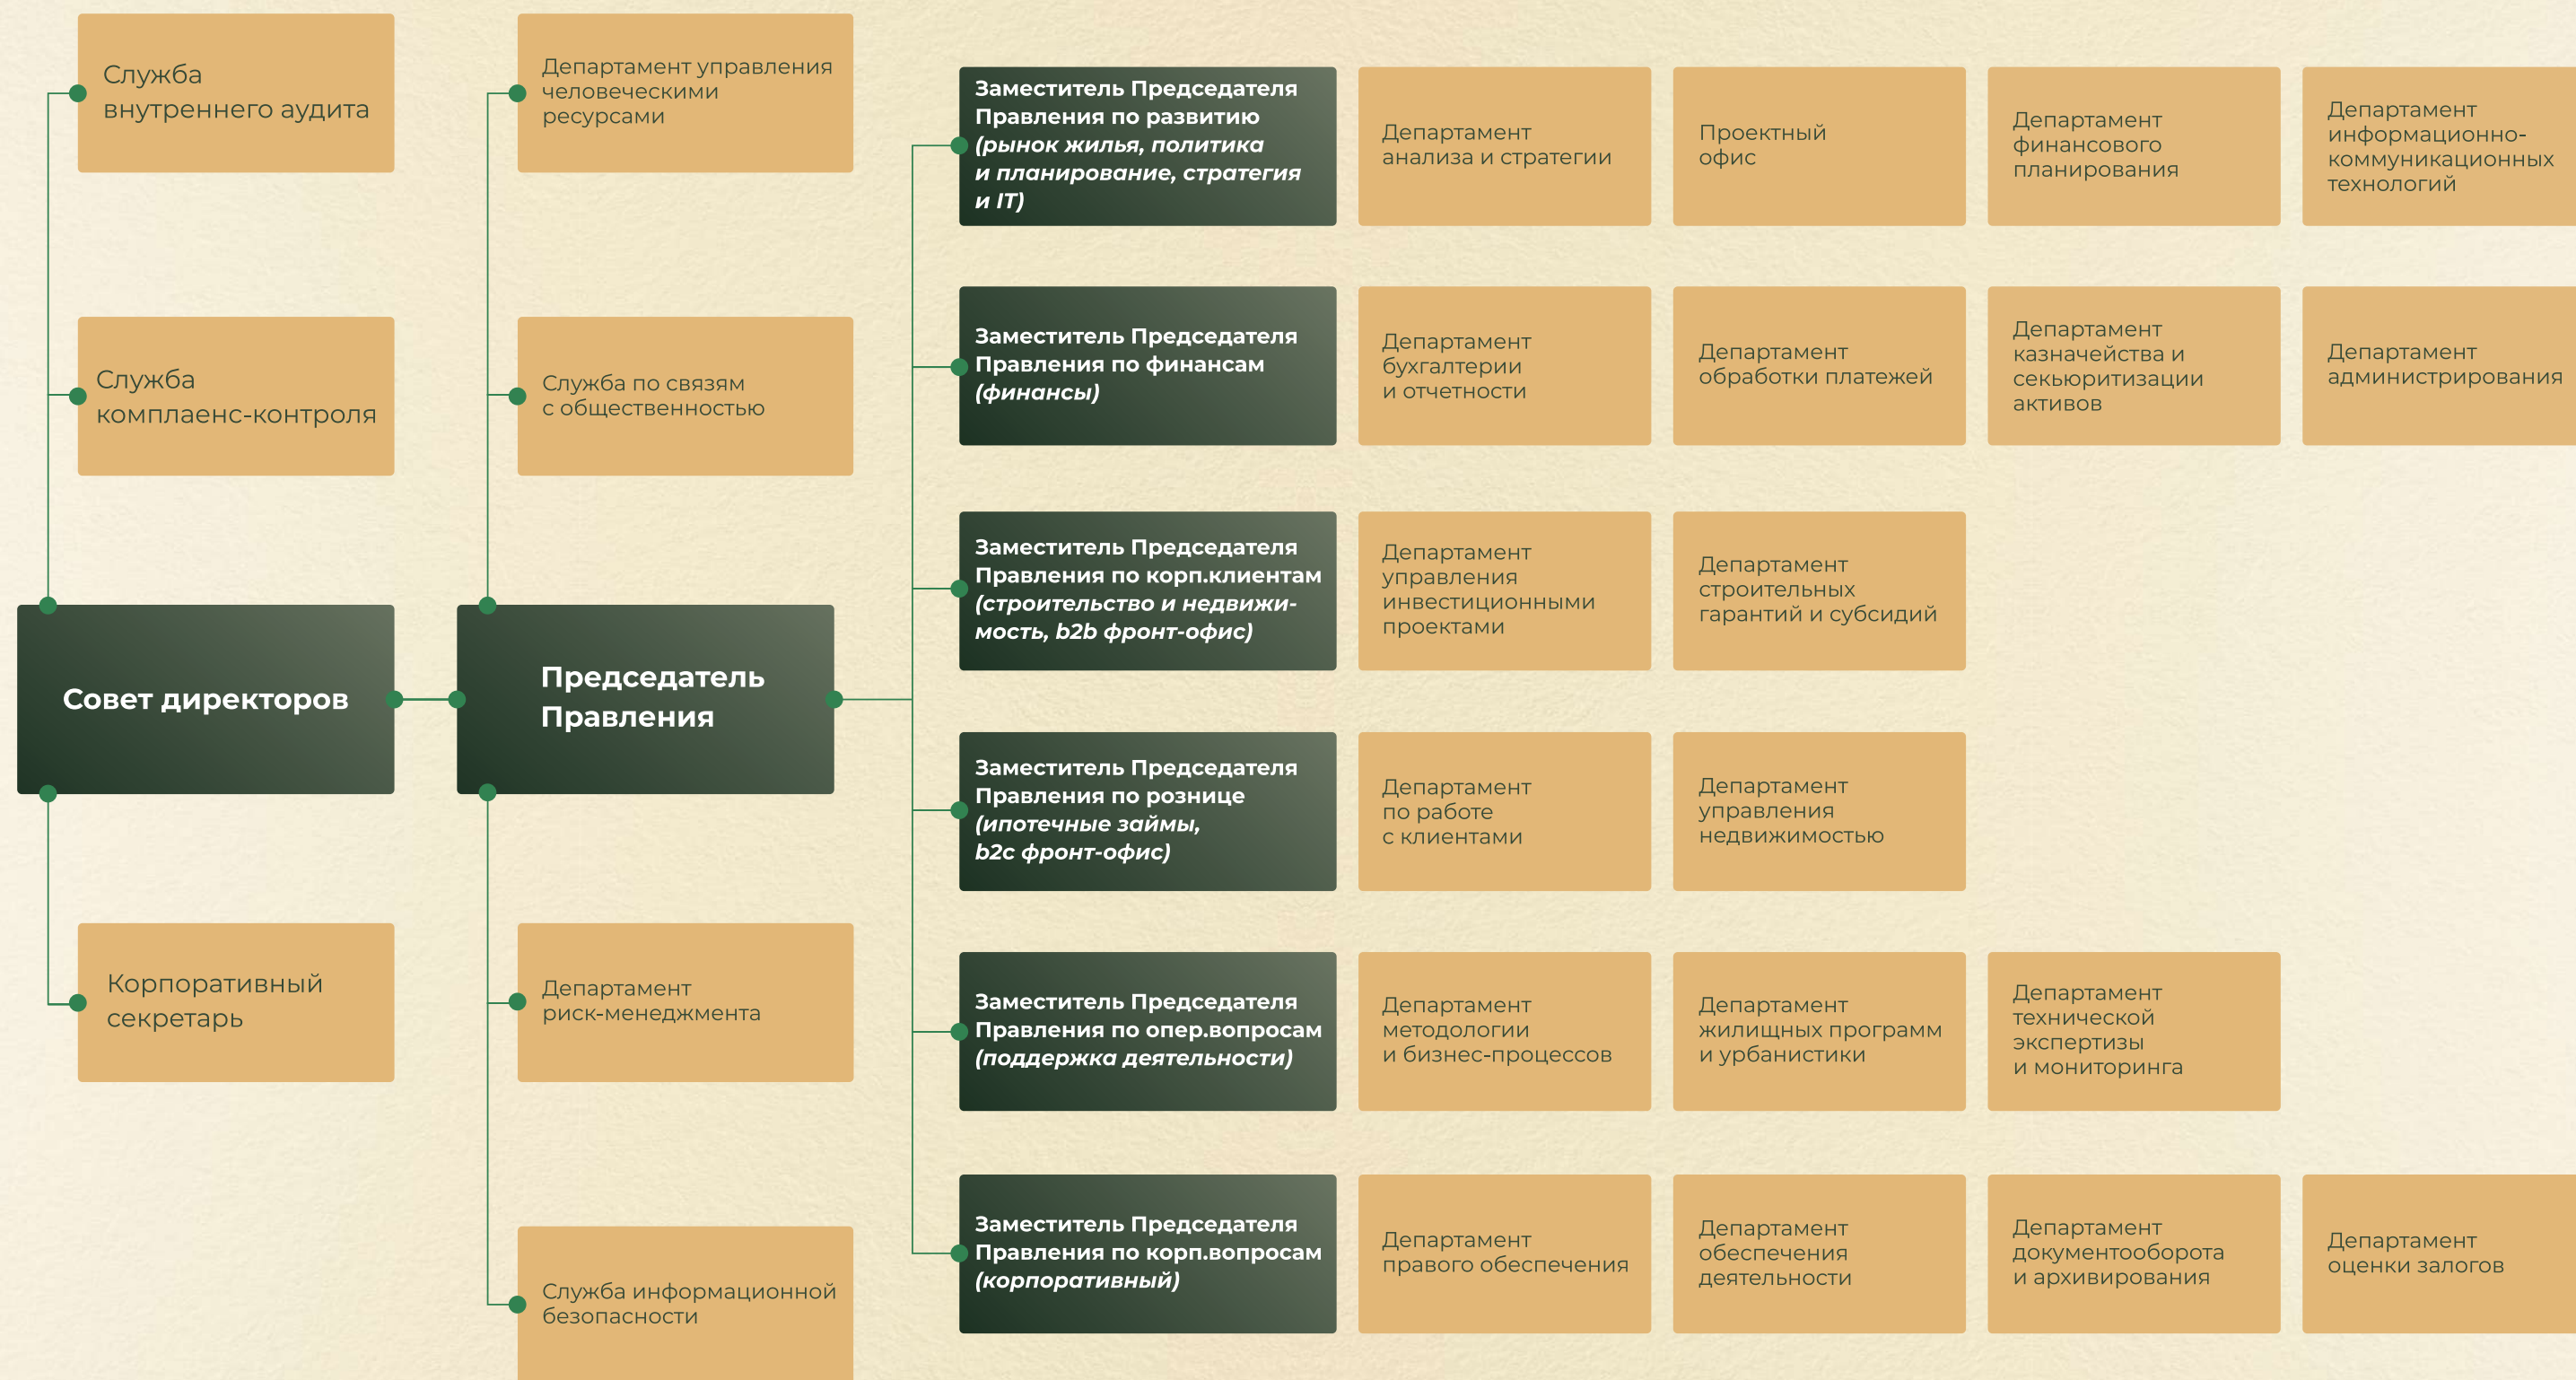 Служба
внутреннего аудита
Служба
комплаенс-контроля
Совет директоров
Корпоративный
секретарь
Департамент управления
человеческими
ресурсами
Служба по связям
с общественностью
Председатель
Правления
Департамент
риск-менеджмента
Служба информационной
безопасности
Заместитель Председателя
Правления по развитию
(рынок жилья, политика
и планирование, стратегия
и IT)
Департамент
анализа и стратегии
Проектный
офис
Департамент
финансового
планирования
Департамент
информационно-
коммуникационных
технологий
Заместитель Председателя
Правления по финансам
(финансы)
Департамент
бухгалтерии
и отчетности
Департамент
обработки платежей
Департамент
казначейства и
секьюритизации
активов
Департамент
администрирования
Заместитель Председателя
Правления по корп.клиентам
(строительство и недвижи-
мость, b2b фронт-офис)
Департамент
управления
инвестиционными
проектами
Департамент
строительных
гарантий и субсидий
Заместитель Председателя
Правления по рознице
(ипотечные займы,
b2c фронт-офис)
Департамент
по работе
с клиентами
Департамент
управления
недвижимостью
Заместитель Председателя
Правления по опер.вопросам
(поддержка деятельности)
Департамент
методологии
и бизнес-процессов
Департамент
жилищных программ
и урбанистики
Департамент
технической
экспертизы
и мониторинга
Заместитель Председателя
Правления по корп.вопросам
(корпоративный)
Департамент
правого обеспечения
Департамент
обеспечения
деятельности
Департамент
документооборота
и архивирования
Департамент
оценки залогов